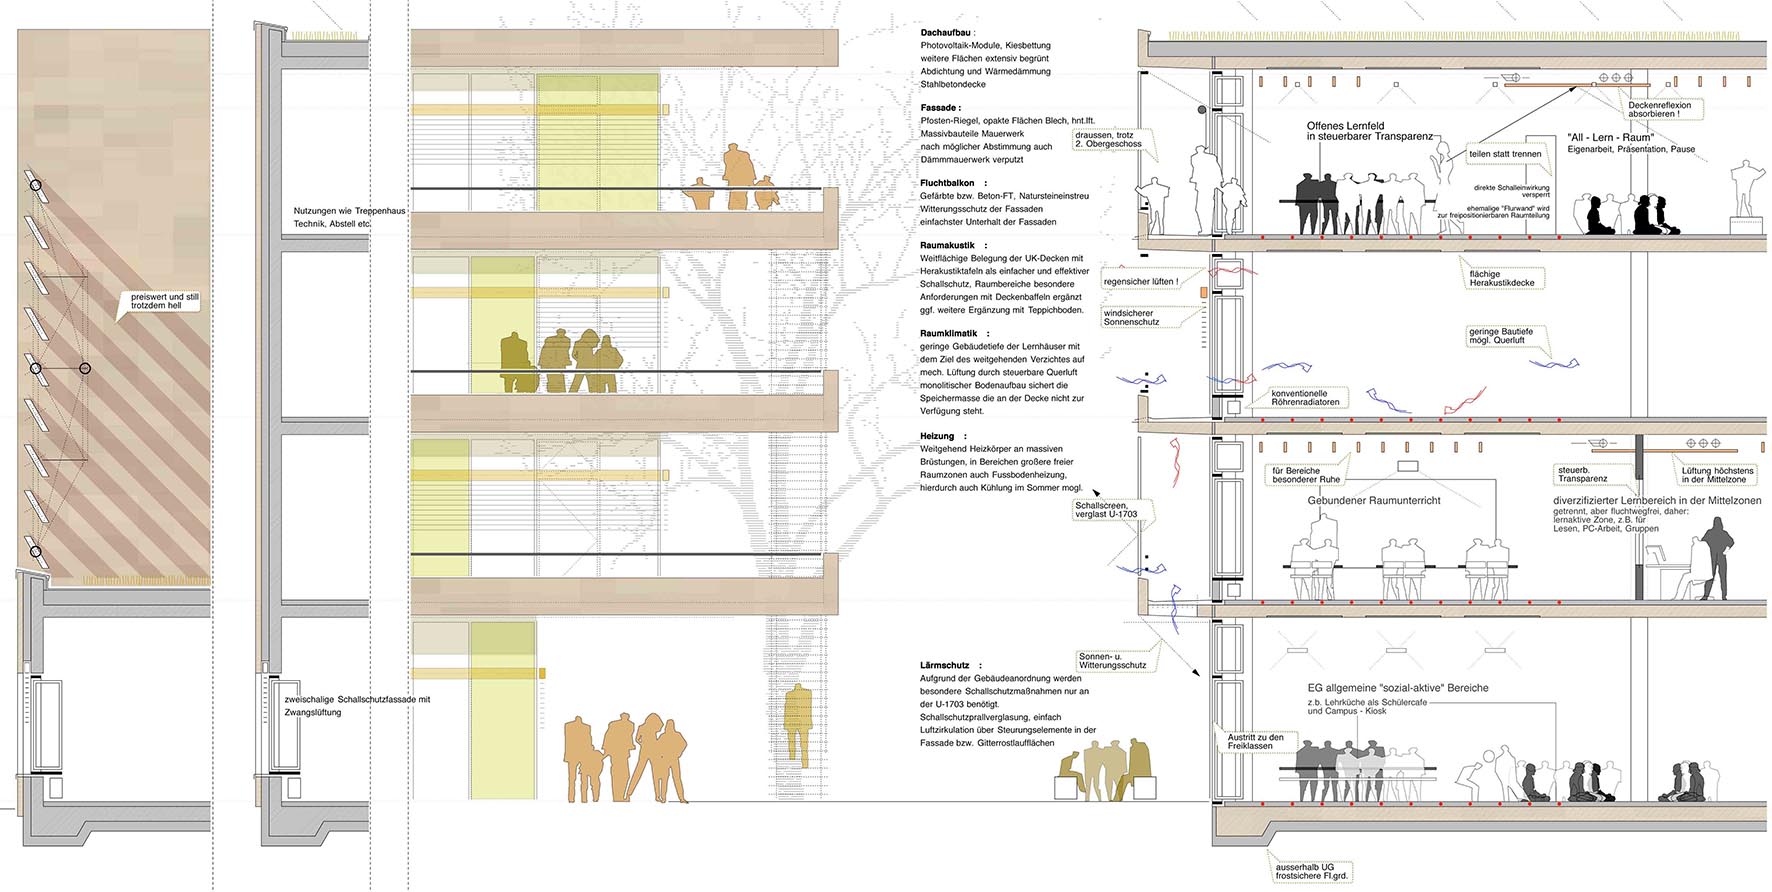 preiswert und still
trotzdem hell
Nutzungen wie Treppenhaus
Technik, Abstell etc.
zweischalige Schallschutzfassade mit
Zwangslüftung
Dachaufbau :
Photovoltaik-Module, Kiesbettung
weitere Flächen extensiv begrünt
Abdichtung und Wärmedämmung
Stahlbetondecke
Fassade :
Pfosten-Riegel, opakte Flächen Blech, hnt.lft.
Massivbauteile Mauerwerk
nach möglicher Abstimmung auch
Dämmmauerwerk verputzt
Fluchtbalkon :
Gefärbte bzw. Beton-FT, Natursteineinstreu
Witterungsschutz der Fassaden
einfachster Unterhalt der Fassaden
Raumakustik :
Weitflächige Belegung der UK-Decken mit
Herakustiktafeln als einfacher und effektiver
Schallschutz, Raumbereiche besondere
Anforderungen mit Deckenbaffeln ergänzt
ggf. weitere Ergänzung mit Teppichboden.
Raumklimatik :
geringe Gebäudetiefe der Lernhäuser mit
dem Ziel des weitgehenden Verzichtes auf
mech. Lüftung durch steuerbare Querluft
monolitischer Bodenaufbau sichert die
Speichermasse die an der Decke nicht zur
Verfügung steht.
Heizung :
Weitgehend Heizkörper an massiven
Brüstungen, in Bereichen großere freier
Raumzonen auch Fussbodenheizung,
hierdurch auch Kühlung im Sommer mogl.
Lärmschutz :
Aufgrund der Gebäudeanordnung werden
besondere Schallschutzmaßnahmen nur an
der U-1703 benötigt.
Schallschutzprallverglasung, einfach
Luftzirkulation über Steurungselemente in der
Fassade bzw. Gitterrostlaufflächen
draussen, trotz
2. Obergeschoss
regensicher lüften !
windsicherer
Sonnenschutz
Schallscreen,
verglast U-1703
Sonnen- u.
Witterungsschutz
Offenes Lernfeld
in steuerbarer Transparenz
Deckenreflexion
absorbieren !
"All - Lern - Raum"
Eigenarbeit, Präsentation, Pause
teilen statt trennen
direkte Schalleinwirkung
versperrt
ehemalige "Flurwand" wird
zur freipositionierbaren Raumteilung
flächige
Herakustikdecke
geringe Bautiefe
mögl. Querluft
konventionelle
Röhrenradiatoren
für Bereiche
besonderer Ruhe
Gebundener Raumunterricht
steuerb.
Transparenz
Lüftung höchstens
in der Mittelzone
diverzifizierter Lernbereich in der Mittelzonen
getrennt, aber fluchtwegfrei, daher:
lernaktive Zone, z.B. für
Lesen, PC-Arbeit, Gruppen
EG allgemeine "sozial-aktive" Bereiche
z.b. Lehrküche als Schülercafe
und Campus - Kiosk
Austritt zu den
Freiklassen
ausserhalb UG
frostsichere Fl.grd.